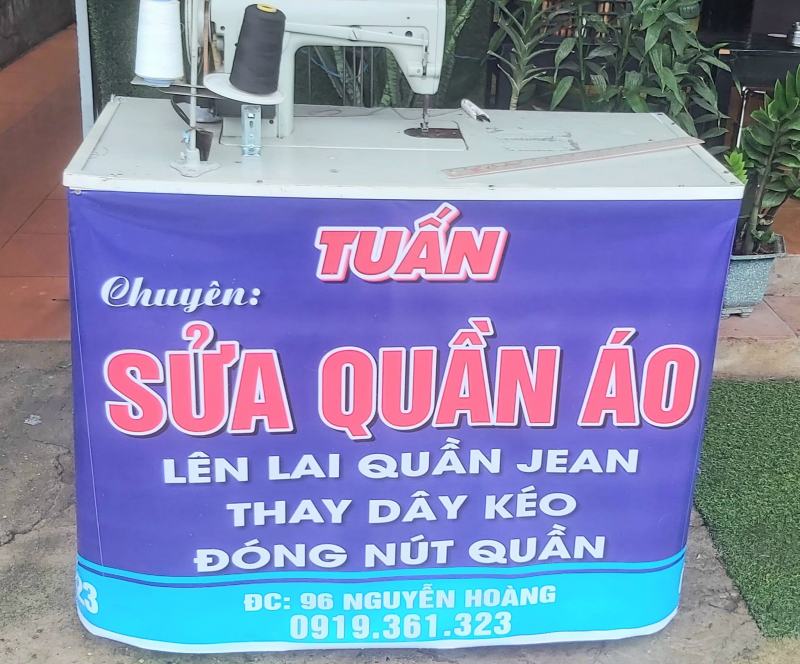 TUẤN
Chuyên:
SỬA QUẦN ÁO
LÊN LAI QUẦN JEAN
THAY DÂY KÉO
ĐÓNG NÚT QUẦN
ĐC: 96 NGUYỄN HOÀNG
0919.361.323
23